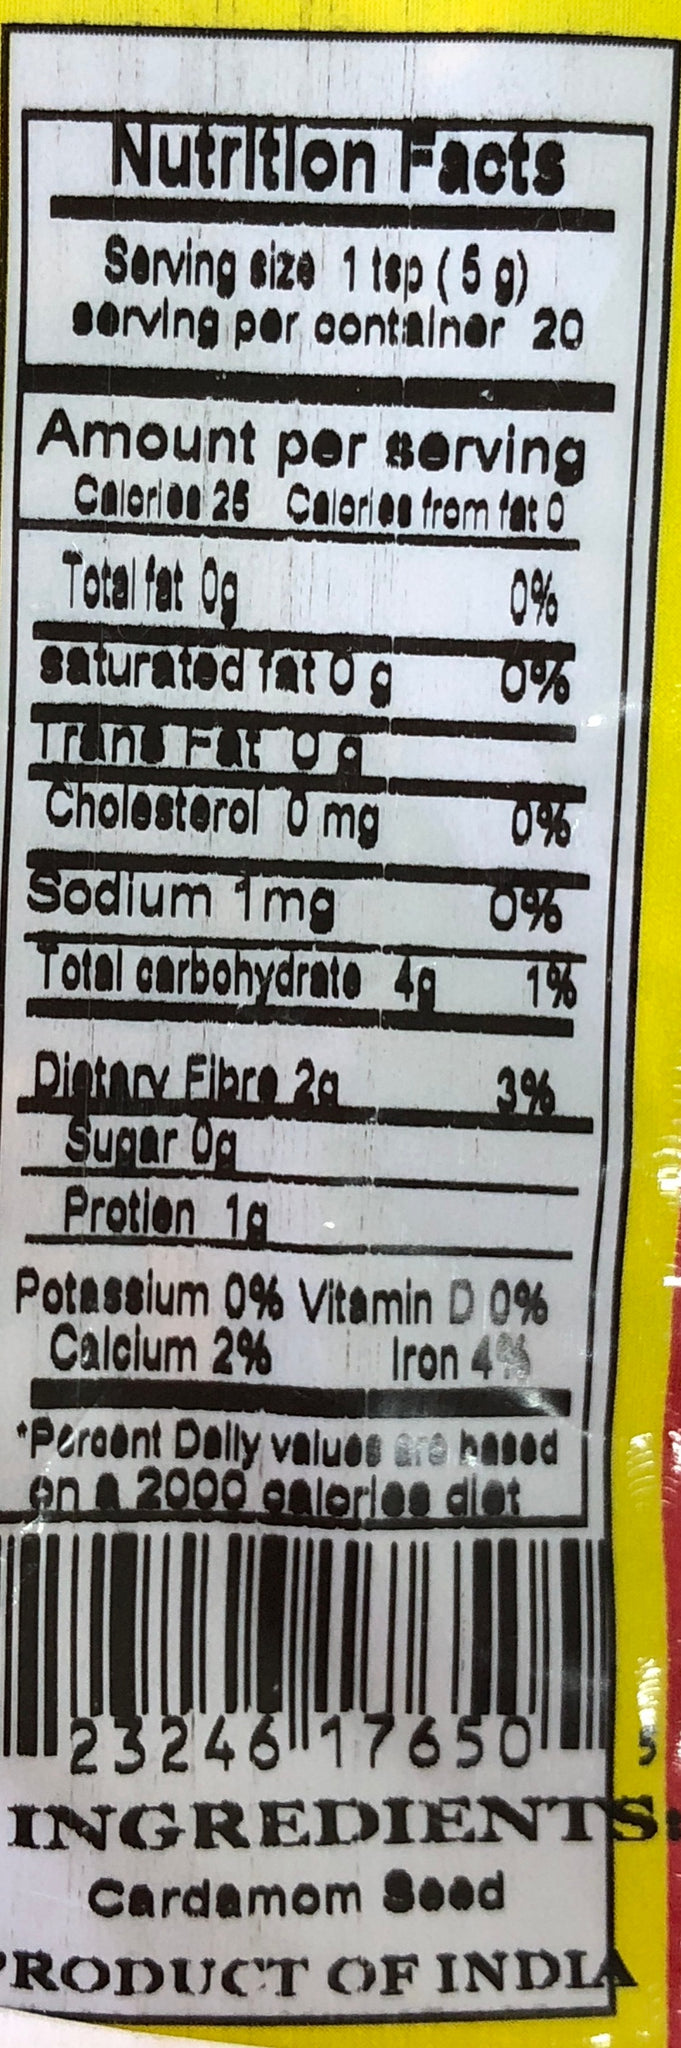 Nutrition Facts
Serving size 1 tsp ( 5 g)
serving per container 20
Amount per serving
Calories 25 Calories from fat 0
Total fat 0g 0%
saturated fat 0 g 0%
Trans Fat 0 g
Cholesterol 0 mg 0%
Sodium 1mg 0%
Total carbohydrate 4g 1%
Dietary Fibre 2g 3%
Sugar 0g
Protien 1g
Potassium 0% Vitamin D 0%
Calcium 2% Iron 4%
*Percent Daily values are based
on a 2000 calories diet
23246 17650 5
INGREDIENTS:
Cardamom Seed
PRODUCT OF INDIA